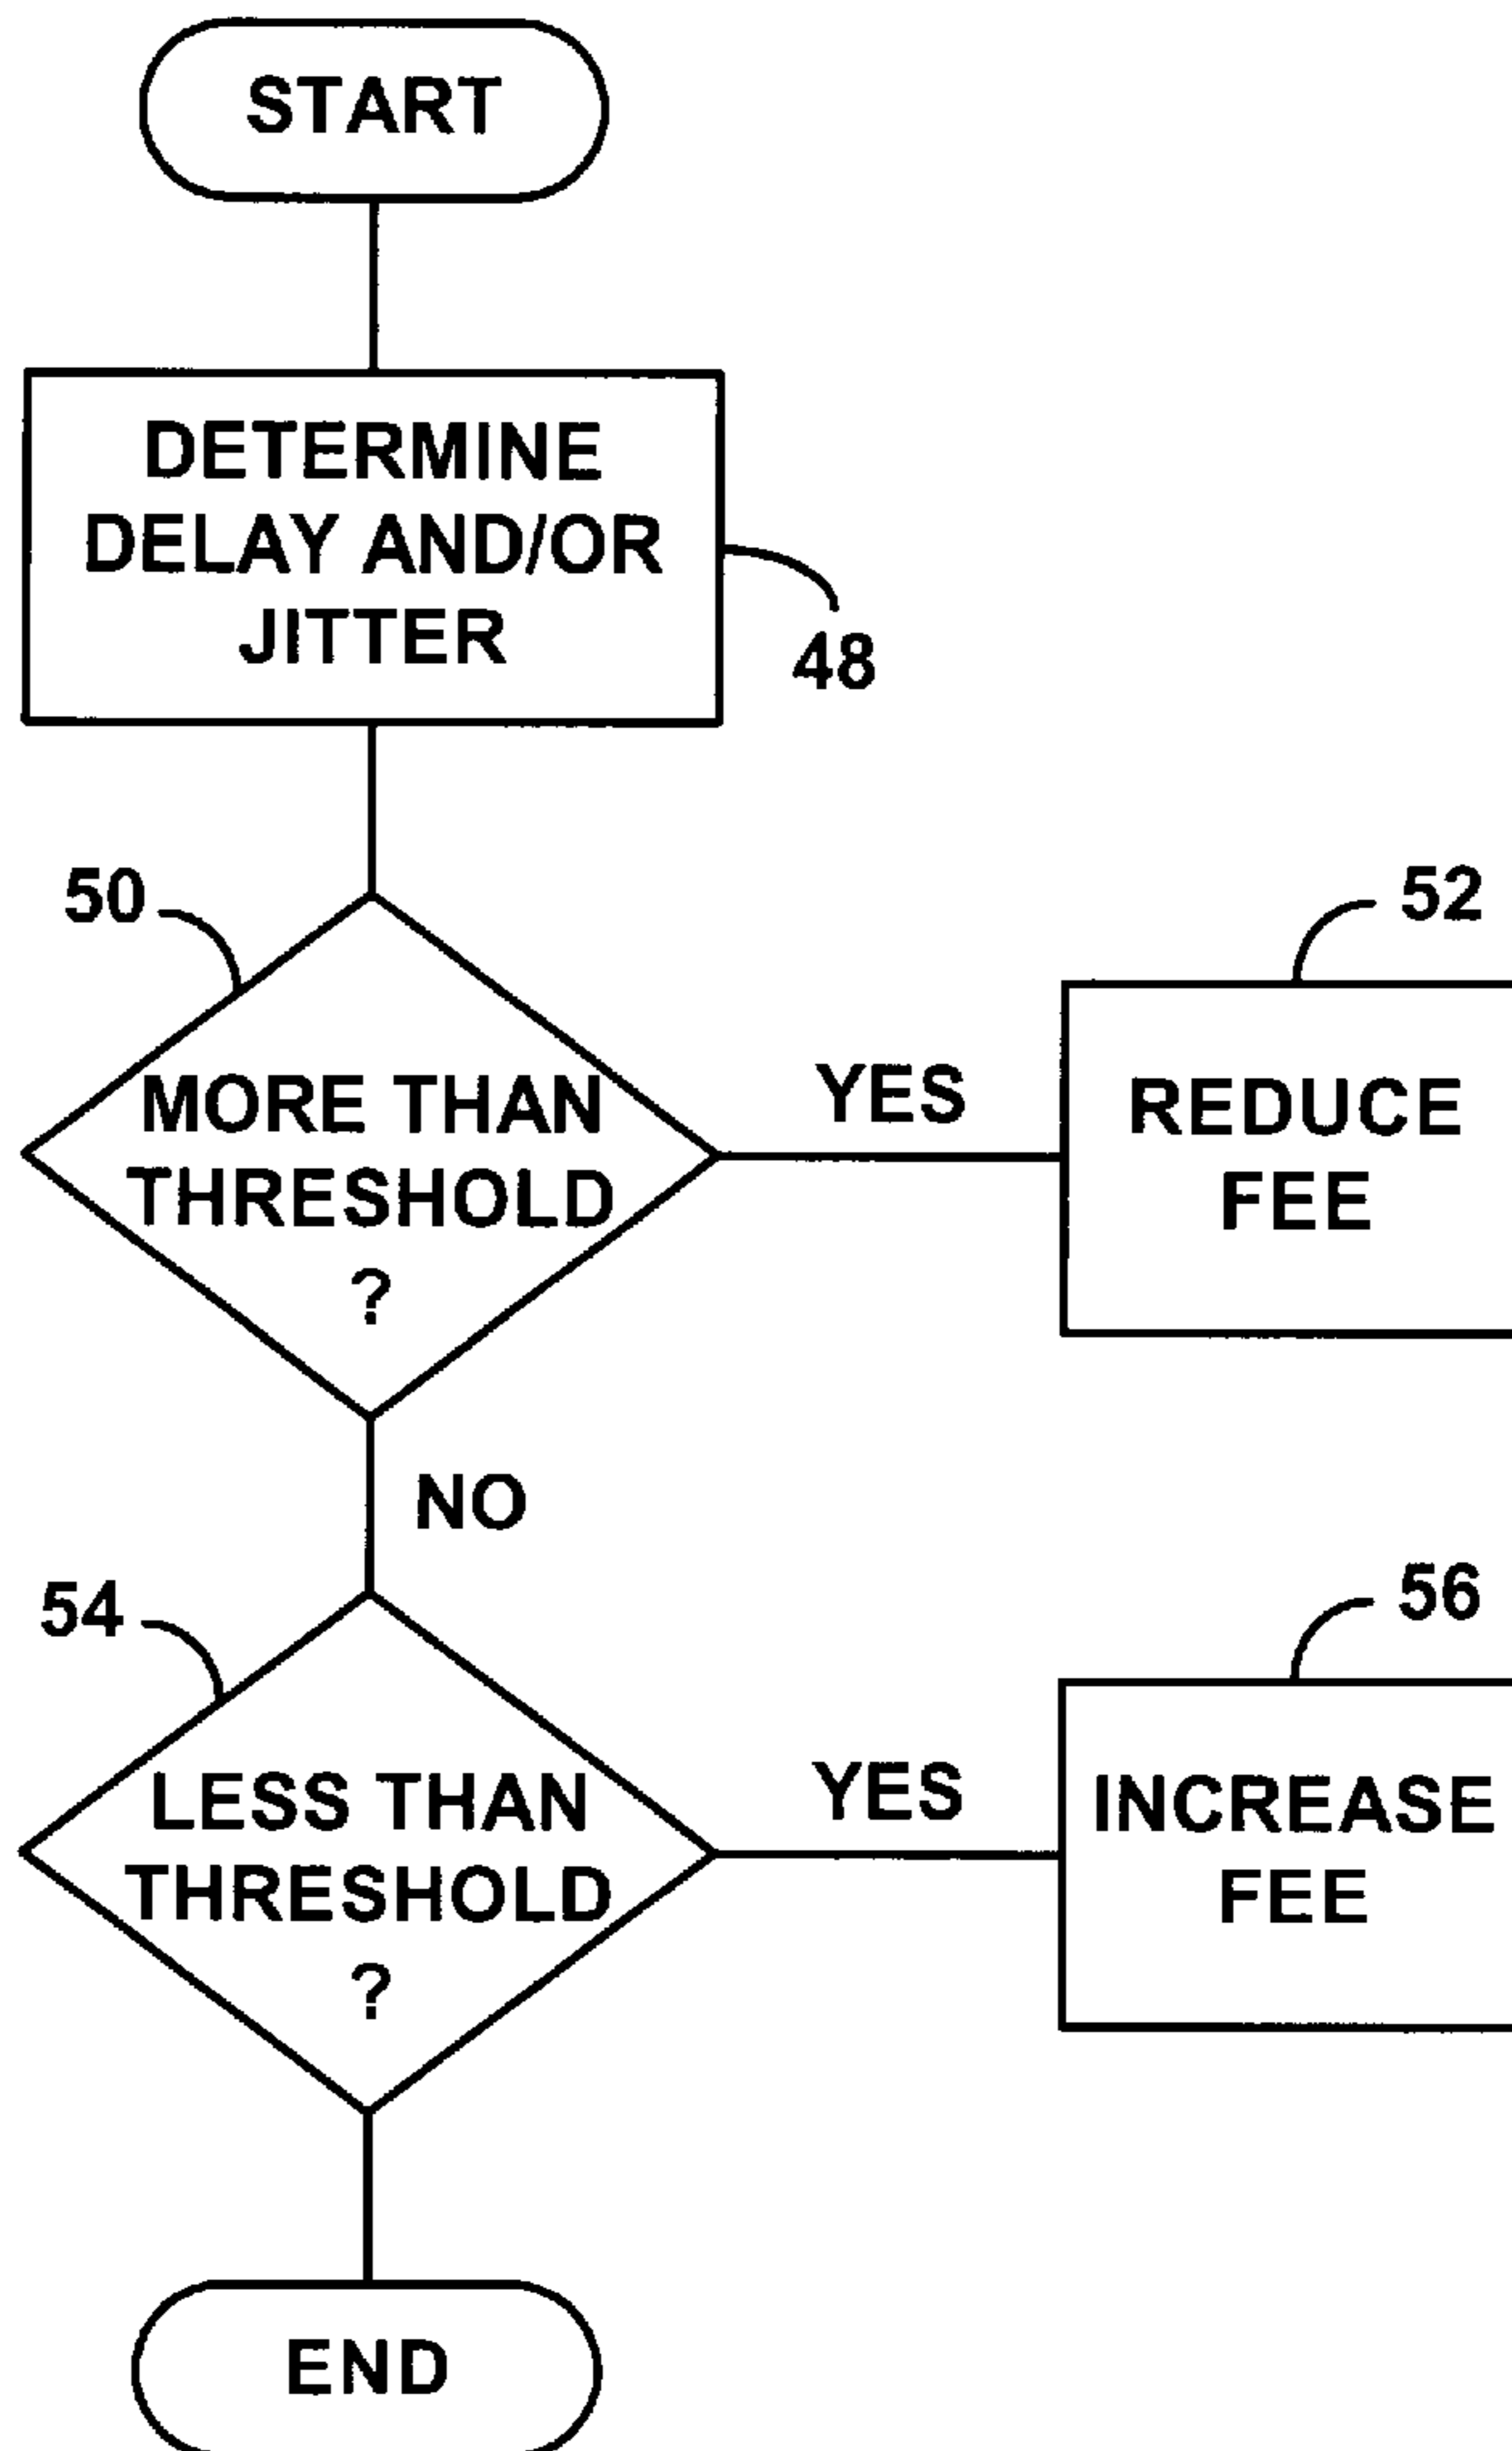 START
DETERMINE
DELAY AND/OR
JITTER
48
50
MORE THAN
THRESHOLD
?
YES
52
REDUCE
FEE
NO
54
LESS THAN
THRESHOLD
?
YES
56
INCREASE
FEE
END